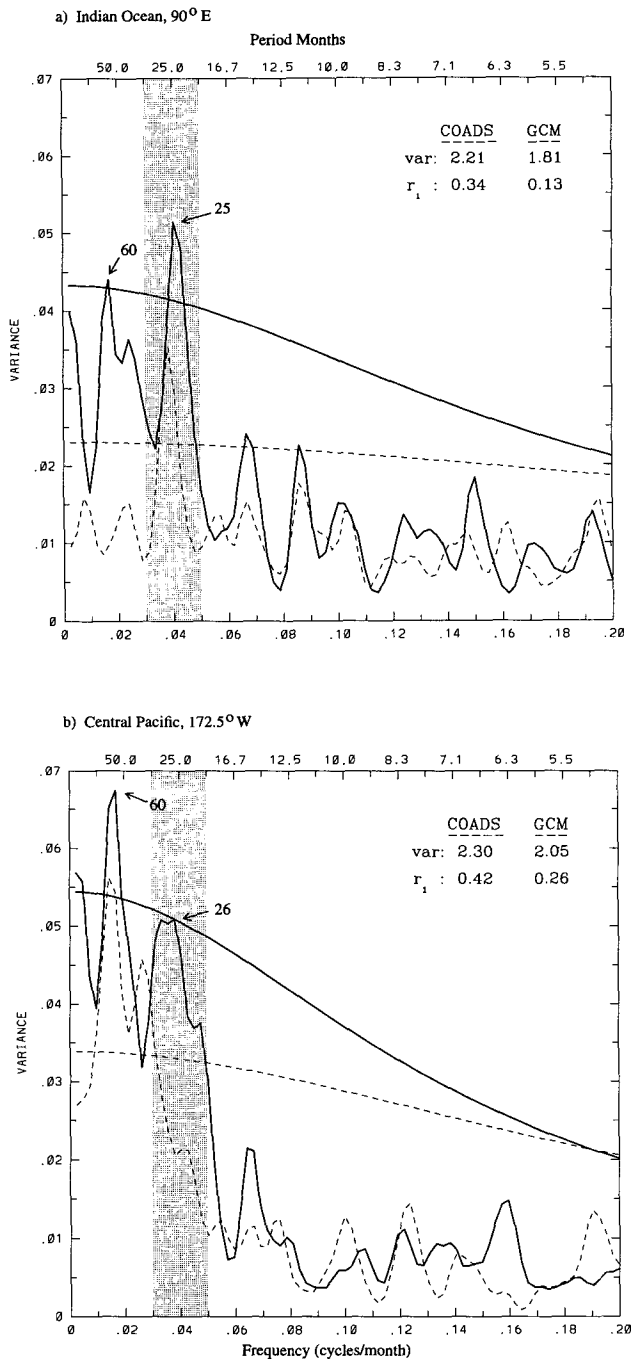 a) Indian Ocean, 90° E
Period Months
50.0 25.0 16.7 12.5 10.0 8.3 7.1 6.3 5.5
.07
.06
.05
.04
.03
.02
.01
0
VARIANCE
COADS GCM
var: 2.21 1.81
r₁ : 0.34 0.13
25
60
0 .02 .04 .06 .08 .10 .12 .14 .16 .18 .20
b) Central Pacific, 172.5° W
50.0 25.0 16.7 12.5 10.0 8.3 7.1 6.3 5.5
.07
.06
.05
.04
.03
.02
.01
0
VARIANCE
60
COADS GCM
var: 2.30 2.05
r₁ : 0.42 0.26
26
0 .02 .04 .06 .08 .10 .12 .14 .16 .18 .20
Frequency (cycles/month)